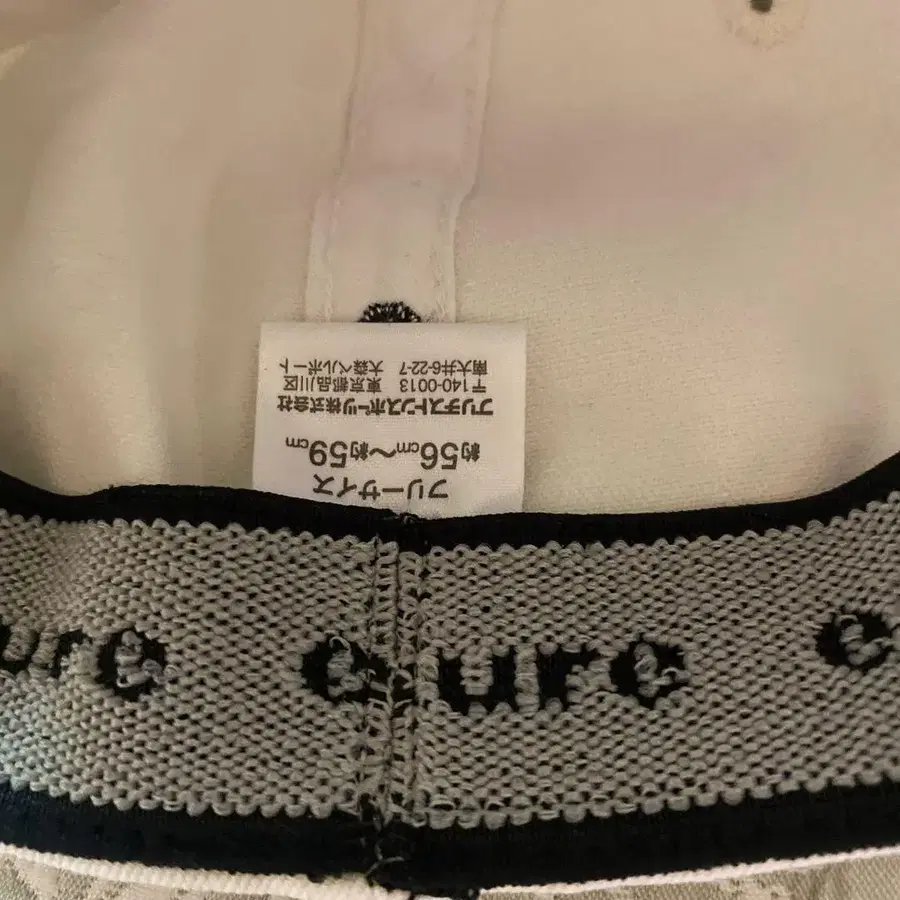 フリーサイズ
約56cm〜約59cm
ブリヂストンスポーツ株式会社
〒140-0013 東京都品川区
南大井6-22-7 大森ベルポート